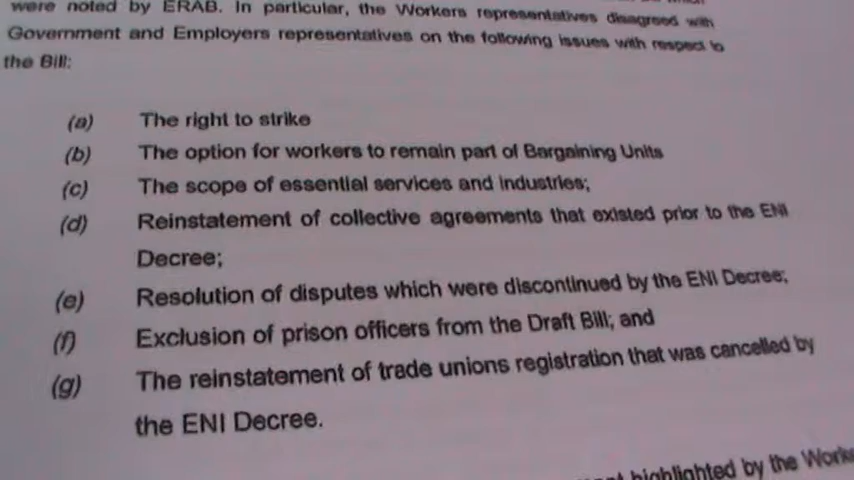 were noted by ERAB. In particular, the Workers representatives disagreed with
Government and Employers representatives on the following issues with respect to
the Bill:
(a) The right to strike
(b) The option for workers to remain part of Bargaining Units
(c) The scope of essential services and industries;
(d) Reinstatement of collective agreements that existed prior to the ENI
Decree;
(e) Resolution of disputes which were discontinued by the ENI Decree;
(f) Exclusion of prison officers from the Draft Bill; and
(g) The reinstatement of trade unions registration that was cancelled by
the ENI Decree.
highlighted by the